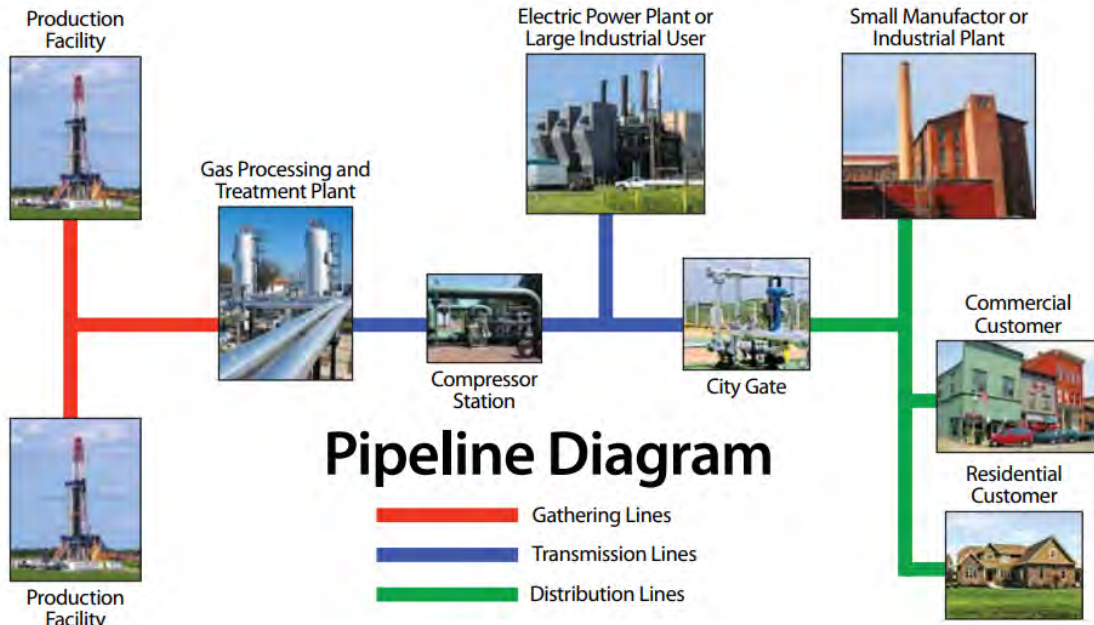 Production
Facility
Electric Power Plant or
Large Industrial User
Small Manufactor or
Industrial Plant
Gas Processing and
Treatment Plant
Compressor
Station
City Gate
Commercial
Customer
Residential
Customer
Production
Facility
Pipeline Diagram
Gathering Lines
Transmission Lines
Distribution Lines